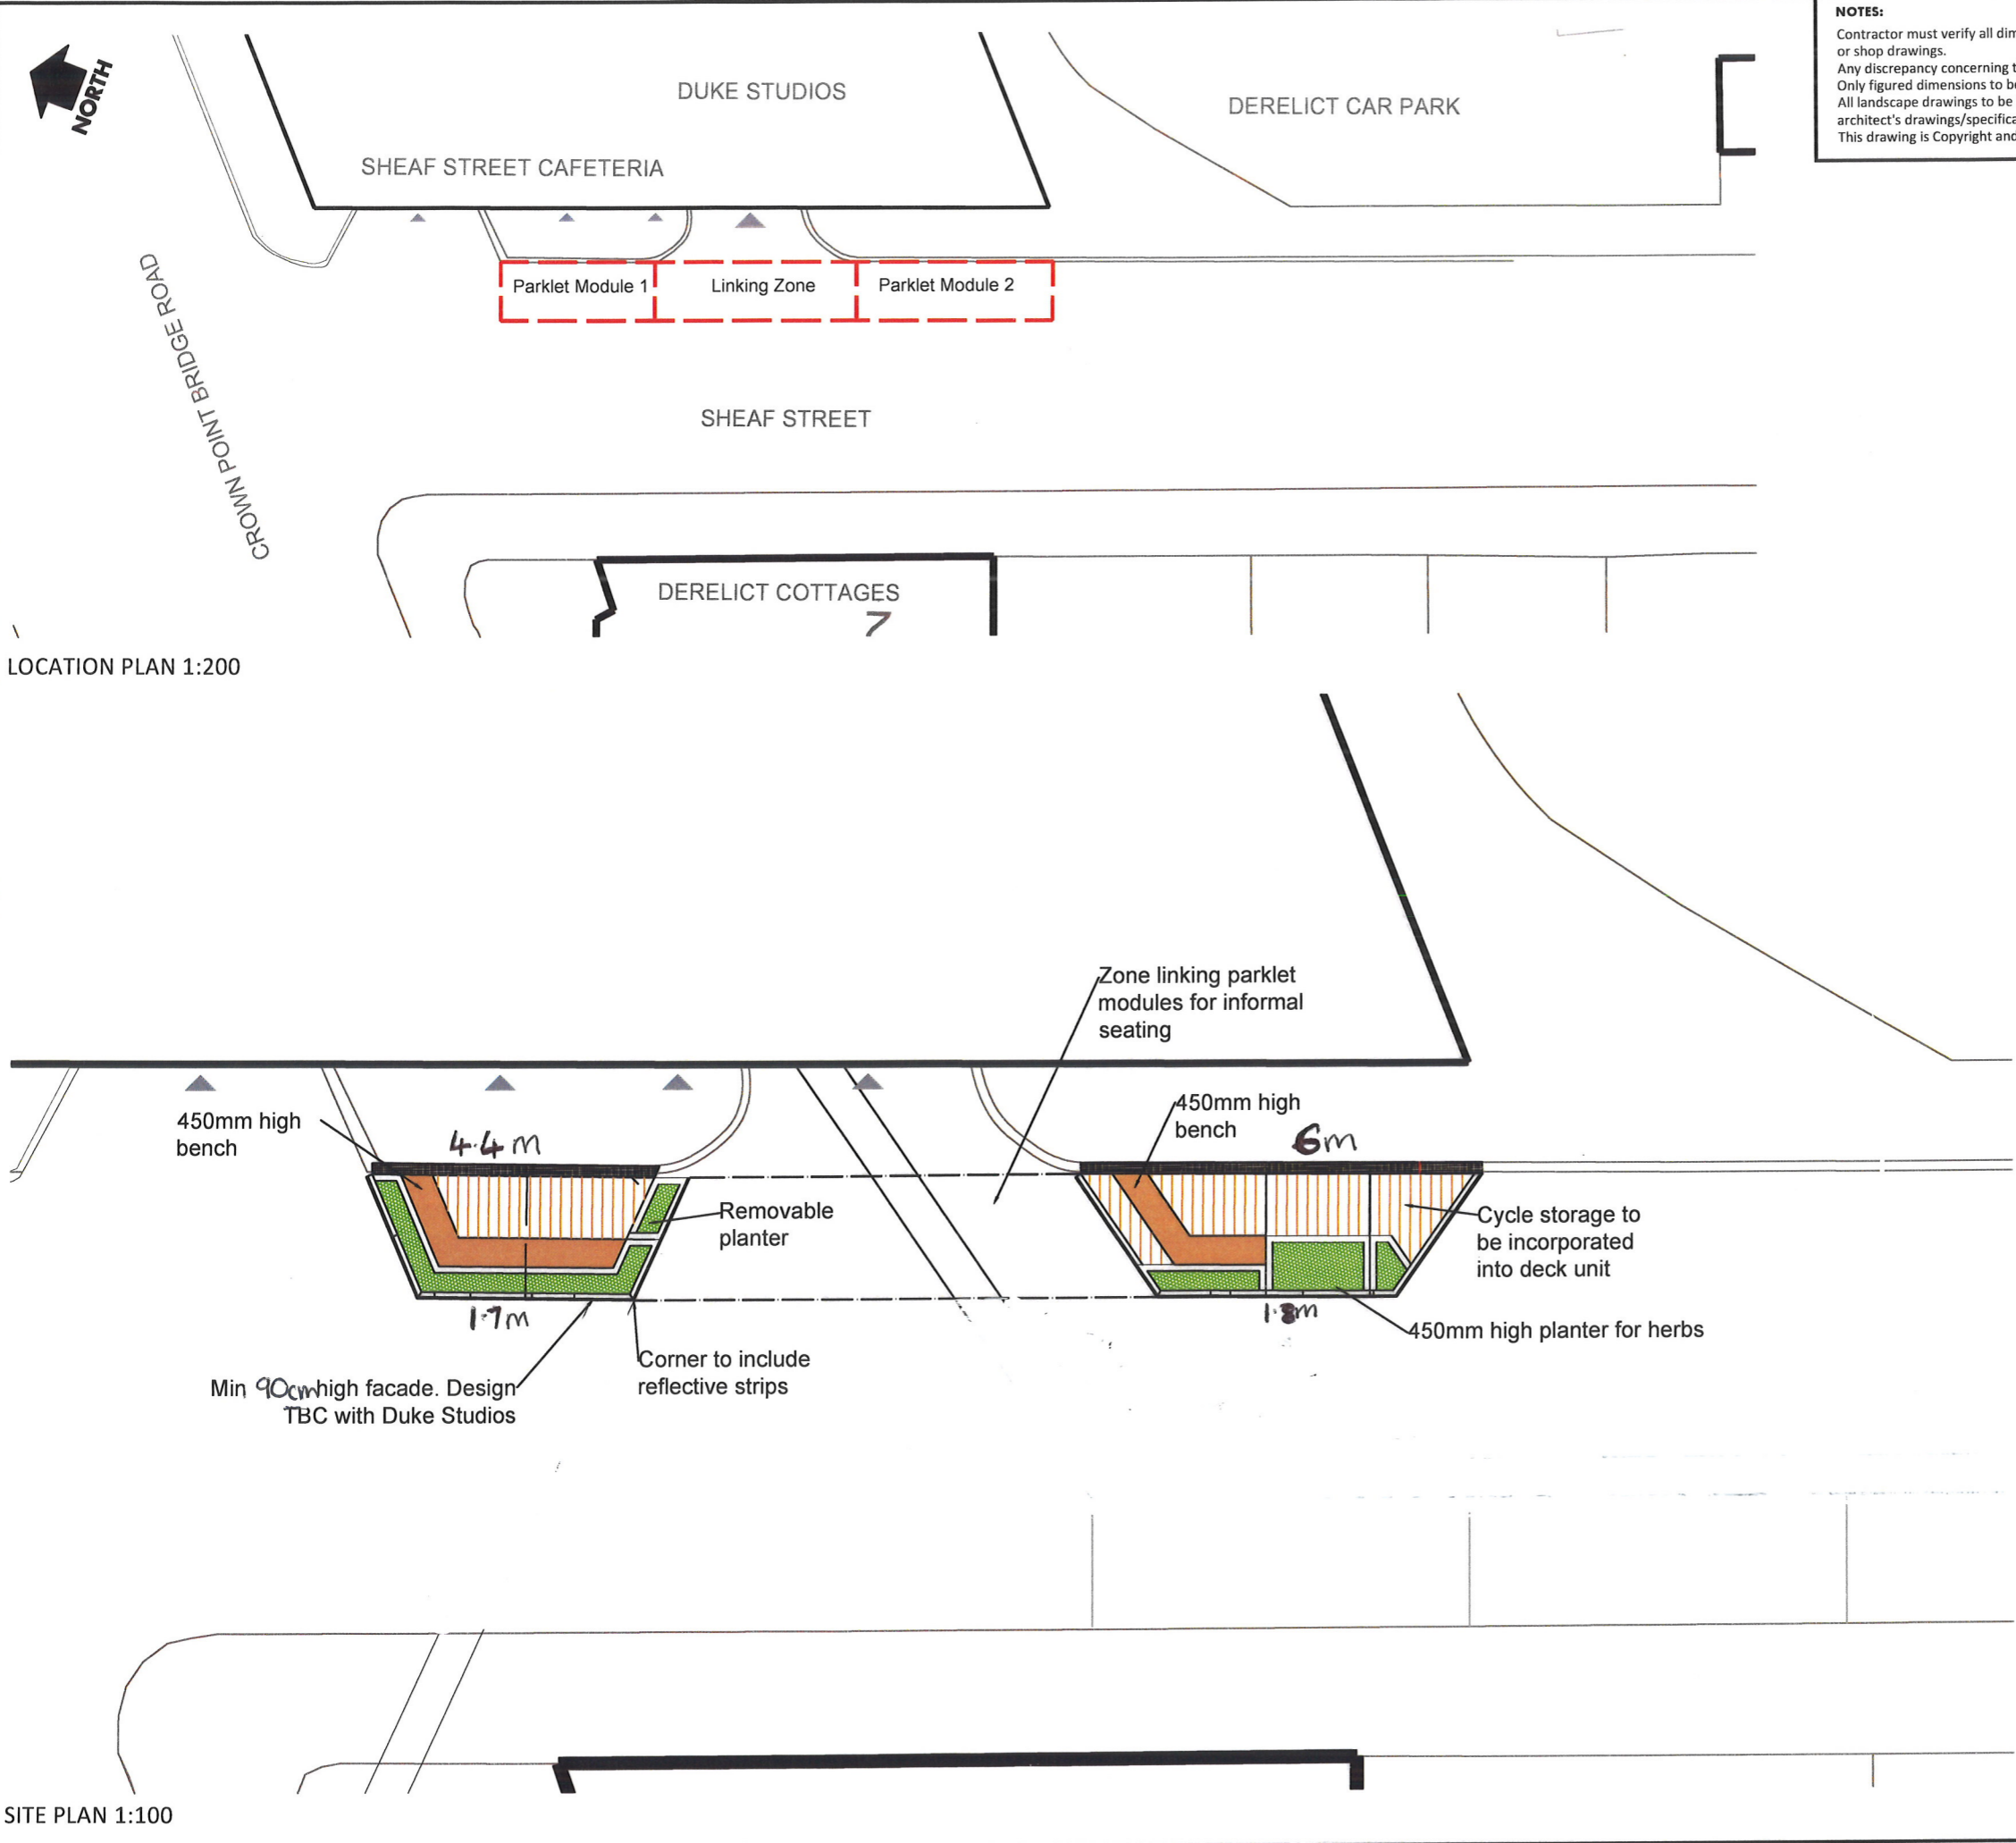 NOTES:
Contractor must verify all dim
or shop drawings.
Any discrepancy concerning t
Only figured dimensions to be
All landscape drawings to be
architect's drawings/specifica
This drawing is Copyright and
NORTH
DUKE STUDIOS
DERELICT CAR PARK
SHEAF STREET CAFETERIA
CROWN POINT BRIDGE ROAD
Parklet Module 1
Linking Zone
Parklet Module 2
SHEAF STREET
DERELICT COTTAGES
7
LOCATION PLAN 1:200
Zone linking parklet
modules for informal
seating
450mm high
bench
4.4m
450mm high
bench
6m
Removable
planter
Cycle storage to
be incorporated
into deck unit
1.7m
1.8m
450mm high planter for herbs
Corner to include
reflective strips
Min 90cm high facade. Design
TBC with Duke Studios
SITE PLAN 1:100